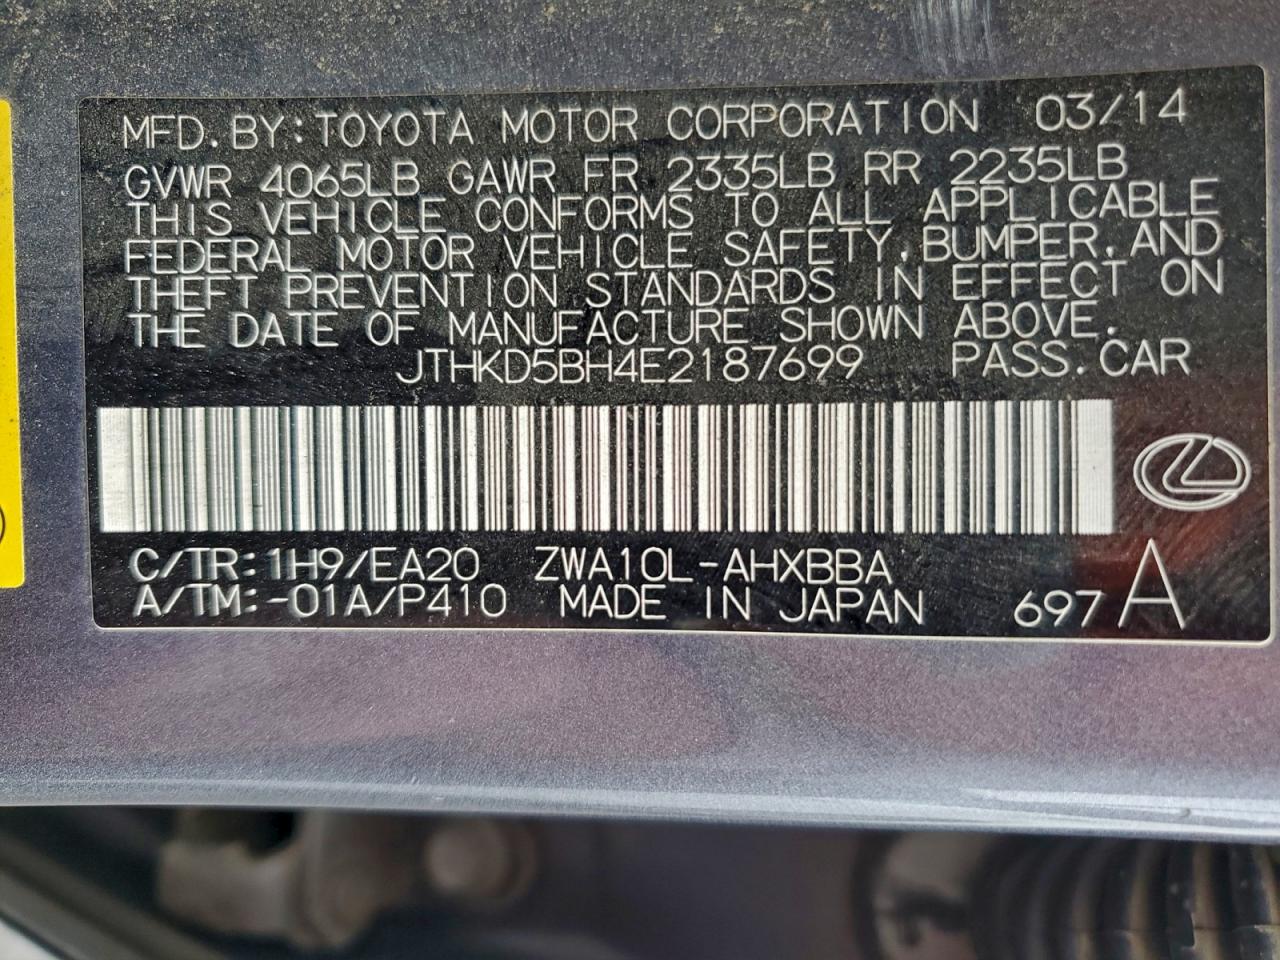 MFD. BY: TOYOTA MOTOR CORPORATION 03/14
GVWR 4065LB GAWR FR 2335LB RR 2235LB
THIS VEHICLE CONFORMS TO ALL APPLICABLE
FEDERAL MOTOR VEHICLE SAFETY, BUMPER, AND
THEFT PREVENTION STANDARDS IN EFFECT ON
THE DATE OF MANUFACTURE SHOWN ABOVE.
JTHKD5BH4E2187699 PASS. CAR
C/TR: 1H9/EA20 ZWA10L-AHXBBA
A/TM: -01A/P410 MADE IN JAPAN 697 A